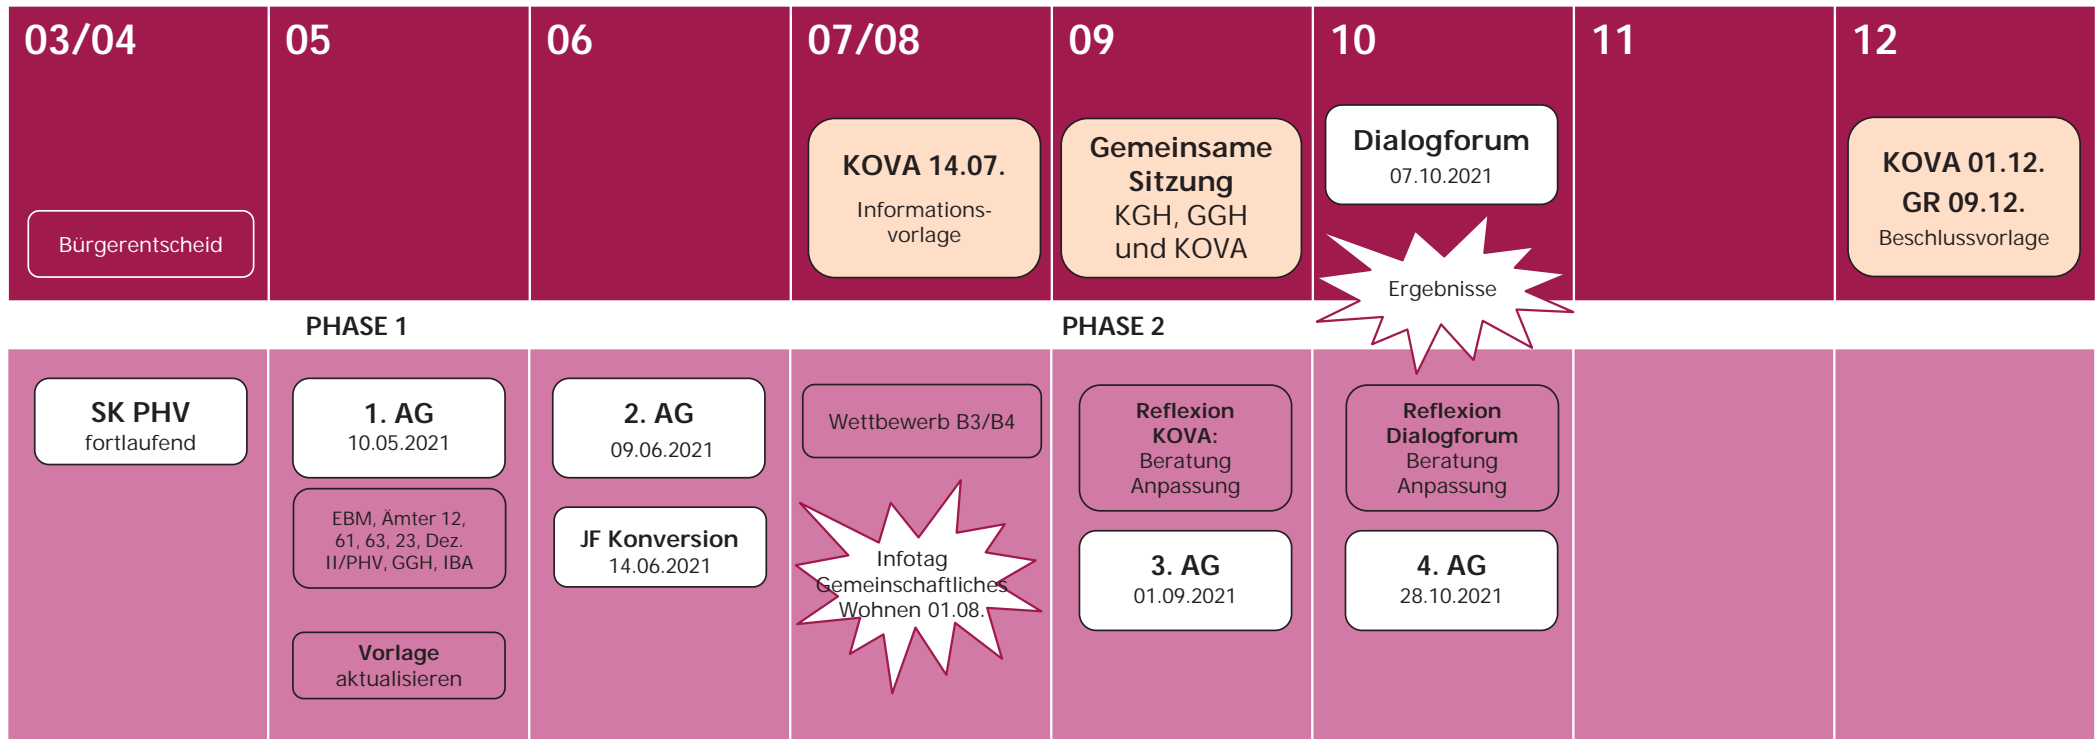 03/04
05
06
07/08
09
10
11
12
Bürgerentscheid
KOVA 14.07.
Informations-
vorlage
Gemeinsame
Sitzung
KGH, GGH
und KOVA
Dialogforum
07.10.2021
Ergebnisse
KOVA 01.12.
GR 09.12.
Beschlussvorlage
PHASE 1
PHASE 2
SK PHV
fortlaufend
1. AG
10.05.2021
EBM, Ämter 12,
61, 63, 23, Dez.
II/PHV, GGH, IBA
Vorlage
aktualisieren
2. AG
09.06.2021
JF Konversion
14.06.2021
Wettbewerb B3/B4
Infotag
Gemeinschaftliches
Wohnen 01.08.
Reflexion
KOVA:
Beratung
Anpassung
3. AG
01.09.2021
Reflexion
Dialogforum
Beratung
Anpassung
4. AG
28.10.2021